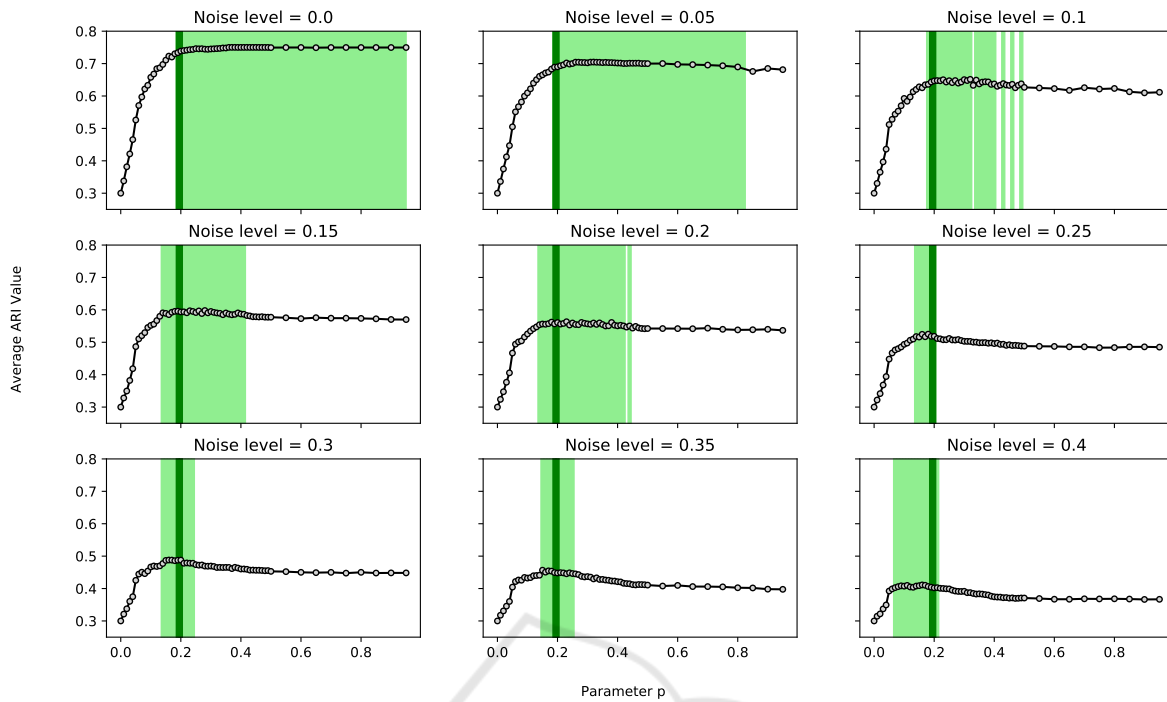 Noise level = 0.0
Noise level = 0.05
Noise level = 0.1
0.8
0.7
0.6
0.5
0.4
0.3
Noise level = 0.15
Noise level = 0.2
Noise level = 0.25
0.8
0.7
0.6
0.5
0.4
0.3
Average ARI Value
Noise level = 0.3
Noise level = 0.35
Noise level = 0.4
0.8
0.7
0.6
0.5
0.4
0.3
0.0 0.2 0.4 0.6 0.8
0.0 0.2 0.4 0.6 0.8
0.0 0.2 0.4 0.6 0.8
Parameter p